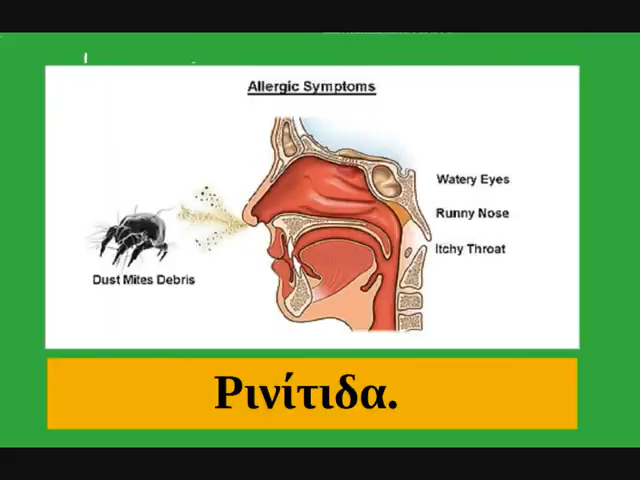 Allergic Symptoms
Watery Eyes
Runny Nose
Itchy Throat
Dust Mites Debris
Ρινίτιδα.